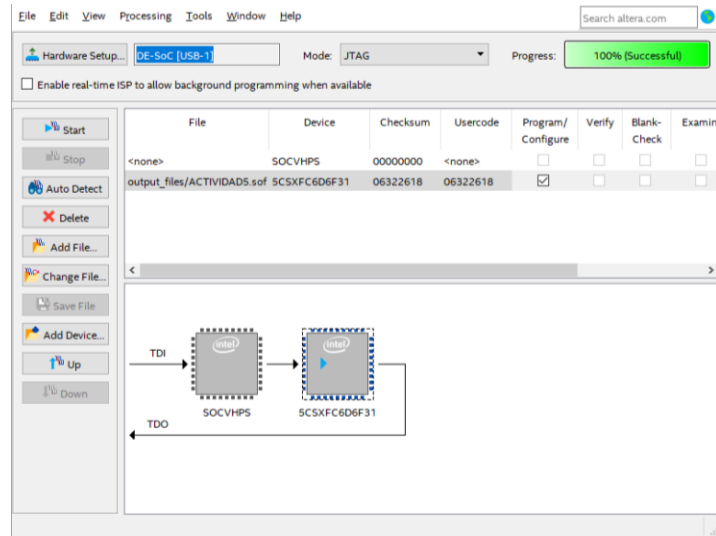 File Edit View Processing Tools Window Help
Search altera.com
Hardware Setup... DE-SoC [USB-1] Mode: JTAG Progress: 100% (Successful)
Enable real-time ISP to allow background programming when available
Start
Stop
Auto Detect
Delete
Add File...
Change File...
Save File
Add Device...
Up
Down
File Device Checksum Usercode Program/ Verify Blank- Examin
Configure Check
<none> SOCVHPS 00000000 <none>
output_files/ACTIVIDAD5.sof 5CSXFC6D6F31 06322618 06322618
TDI
intel
intel
SOCVHPS
5CSXFC6D6F31
TDO